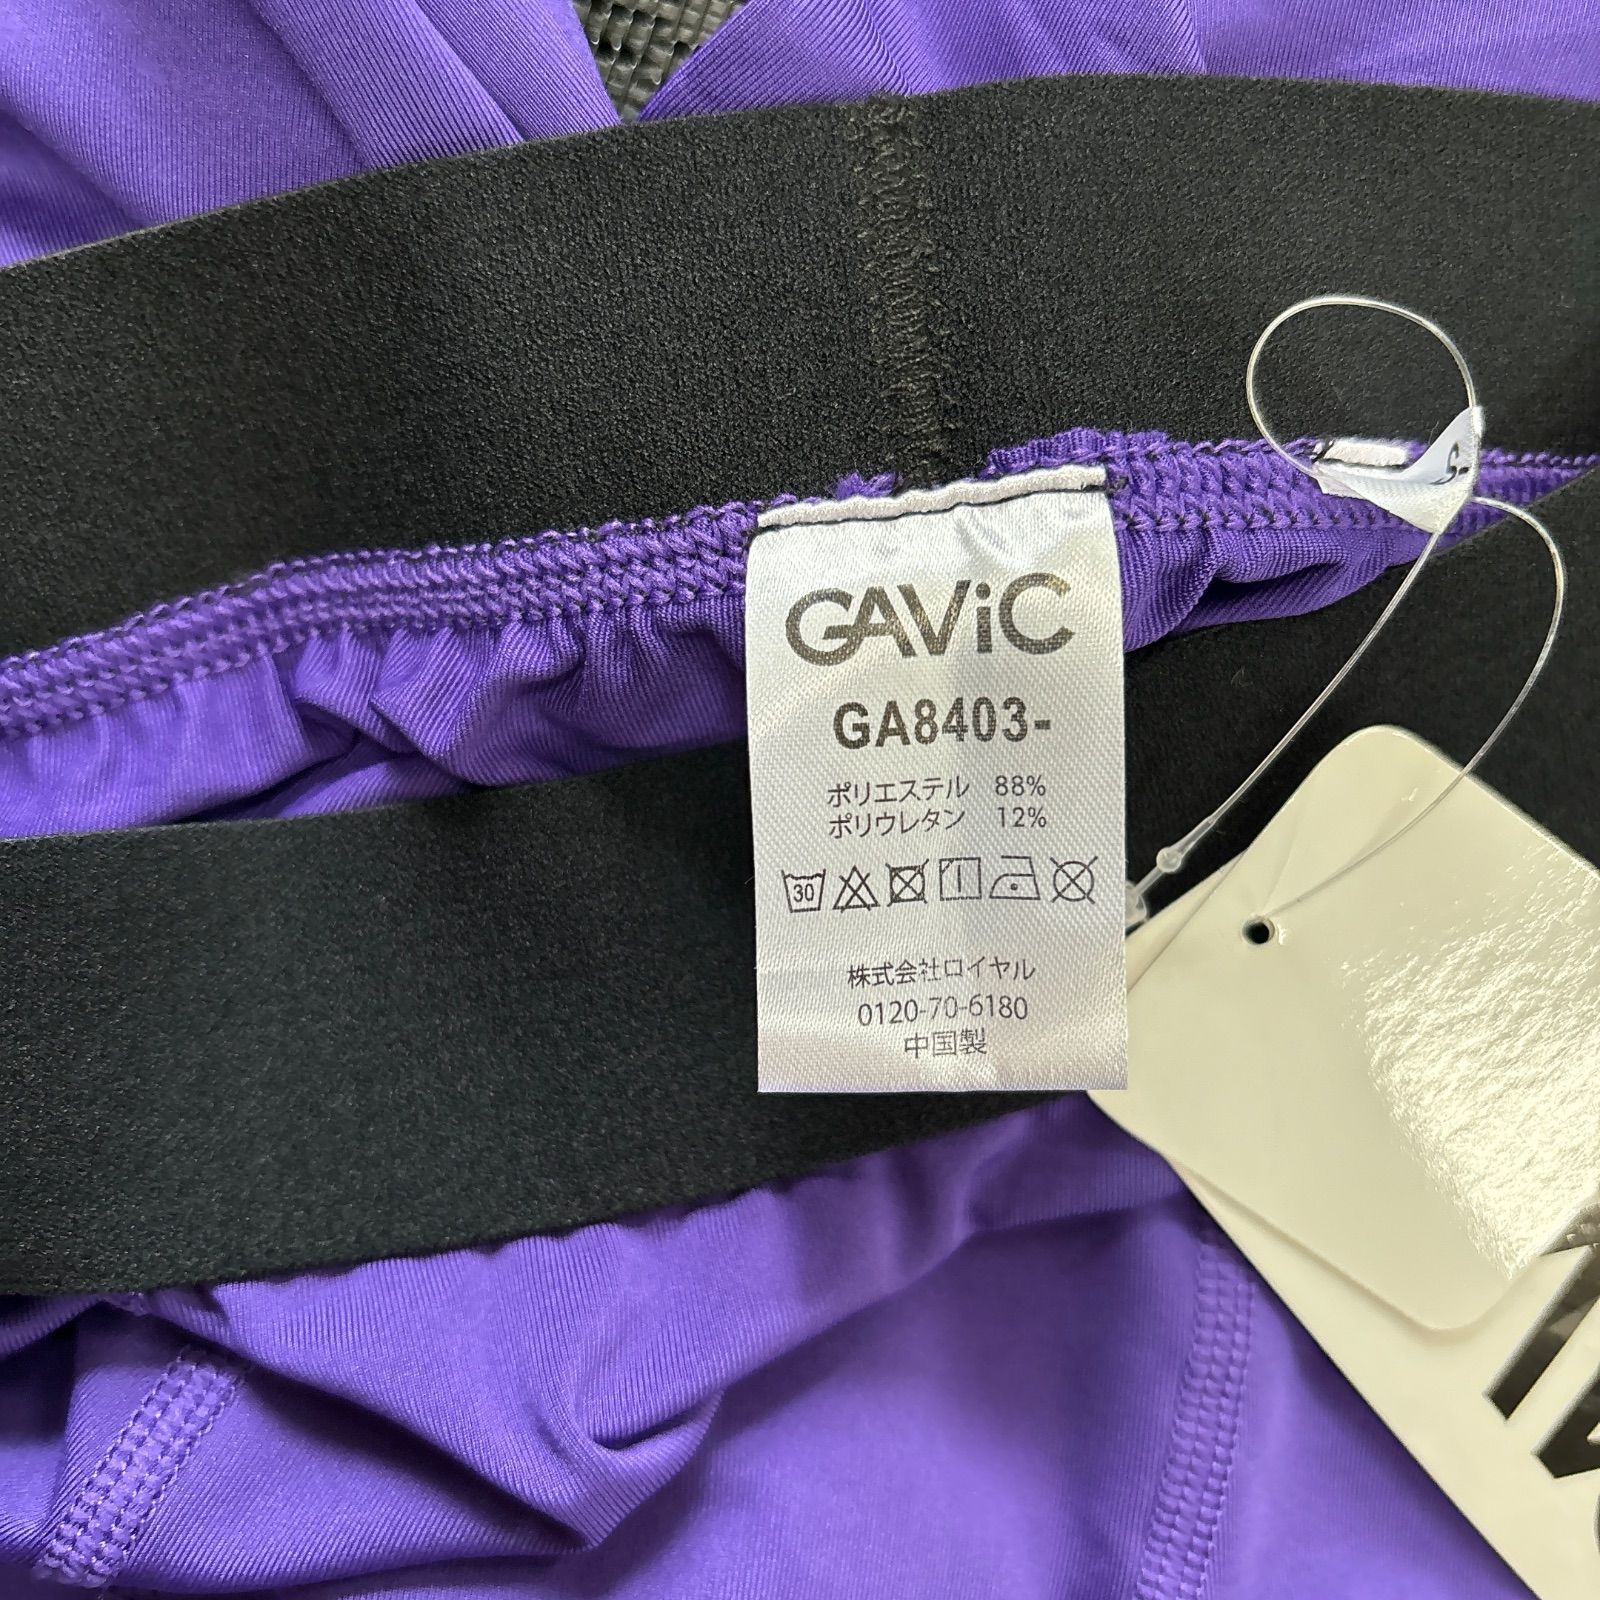 GAViC
GA8403-
ポリエステル 88%
ポリウレタン 12%
30
株式会社ロイヤル
0120-70-6180
中国製